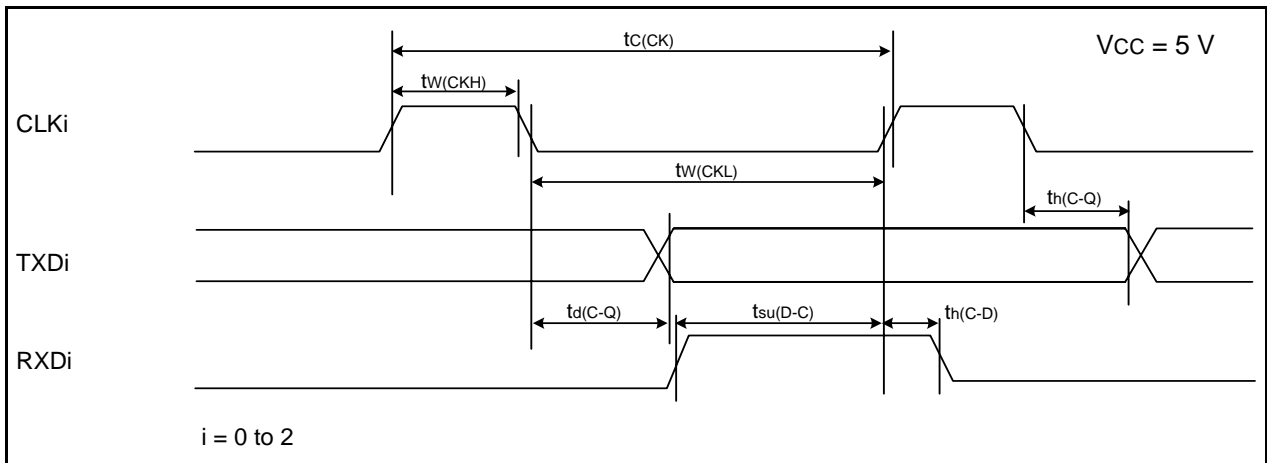 tC(CK)
VCC = 5 V
tW(CKH)
CLKi
tW(CKL)
th(C-Q)
TXDi
td(C-Q)
tsu(D-C)
th(C-D)
RXDi
i = 0 to 2